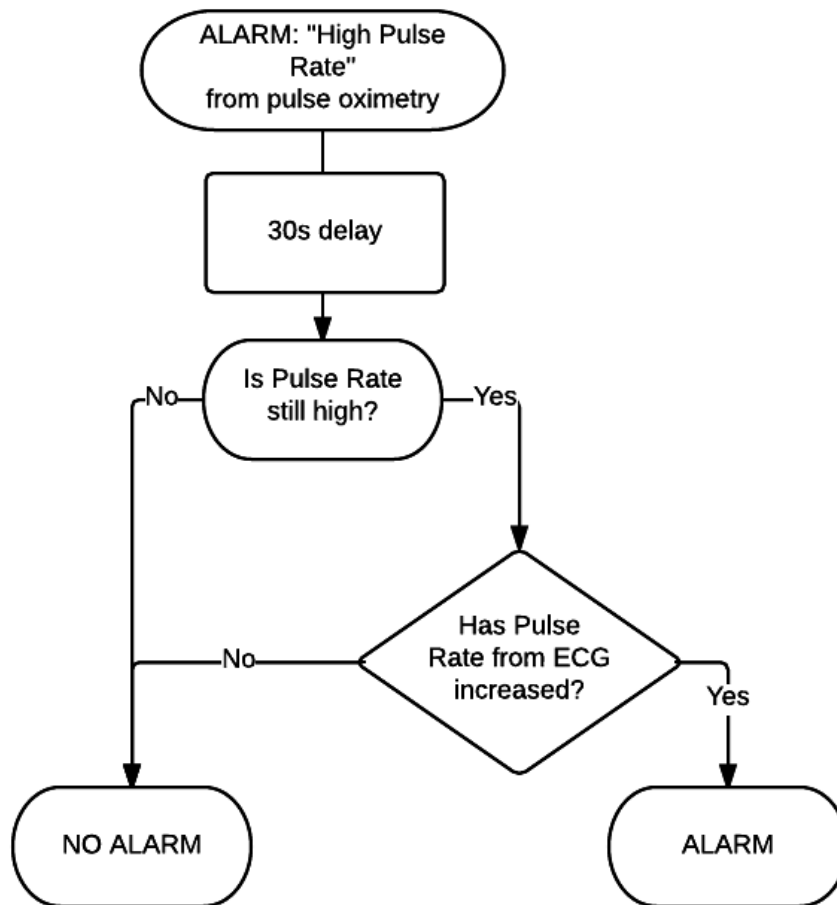 ALARM: "High Pulse
Rate"
from pulse oximetry
30s delay
Is Pulse Rate
still high?
No
Yes
Has Pulse
Rate from ECG
increased?
No
Yes
NO ALARM
ALARM